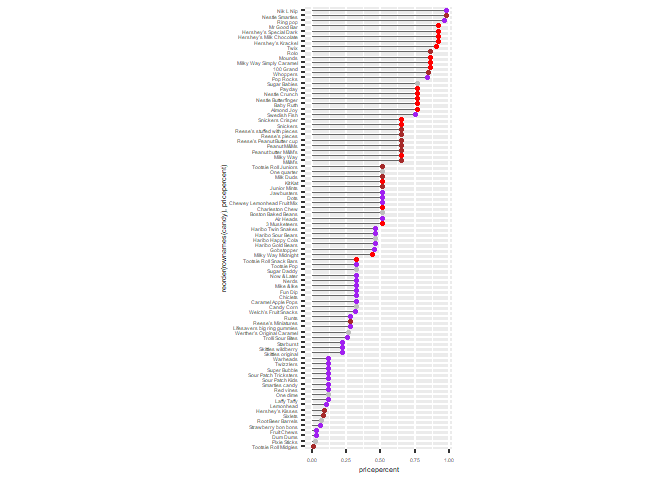 Nik L Nip
Nestle Smarties
Ring pop
Mr Good Bar
Hershey's Special Dark
Hershey's Milk Chocolate
Hershey's Krackel
Twix
Rolo
Mounds
Milky Way Simply Caramel
100 Grand
Whoppers
Pop Rocks
Sugar Babies
Payday
Nestle Crunch
Nestle Butterfinger
Baby Ruth
Almond Joy
Swedish Fish
Snickers Crisper
Snickers
Reese's stuffed with pieces
Reese's pieces
Reese's Peanut Butter cup
Peanut M&Ms
Peanut butter M&M's
Milky Way
M&M's
Tootsie Roll Juniors
One quarter
Milk Duds
Kit Kat
Junior Mints
Jawbusters
Dots
Chewey Lemonhead Fruit Mix
Charleston Chew
Boston Baked Beans
Air Heads
3 Musketeers
Haribo Twin Snakes
Haribo Sour Bears
Haribo Happy Cola
Haribo Gold Bears
Gobstopper
Milky Way Midnight
Tootsie Roll Snack Bars
Tootsie Pop
Sugar Daddy
Now & Later
Nerds
Mike & Ike
Fun Dip
Chiclets
Caramel Apple Pops
Candy Corn
Welch's Fruit Snacks
Runts
Reese's Miniatures
Lifesavers big ring gummies
Werther's Original Caramel
Trolli Sour Bites
Starburst
Skittles wildberry
Skittles original
Warheads
Twizzlers
Super Bubble
Sour Patch Tricksters
Sour Patch Kids
Smarties candy
Red vines
One dime
Laffy Taffy
Lemonhead
Hershey's Kisses
Sixlets
Root Beer Barrels
Strawberry bon bons
Fruit Chews
Dum Dums
Pixie Sticks
Tootsie Roll Midgies
reorder(rownames(candy), pricepercent)
0.00 0.25 0.50 0.75 1.00
pricepercent